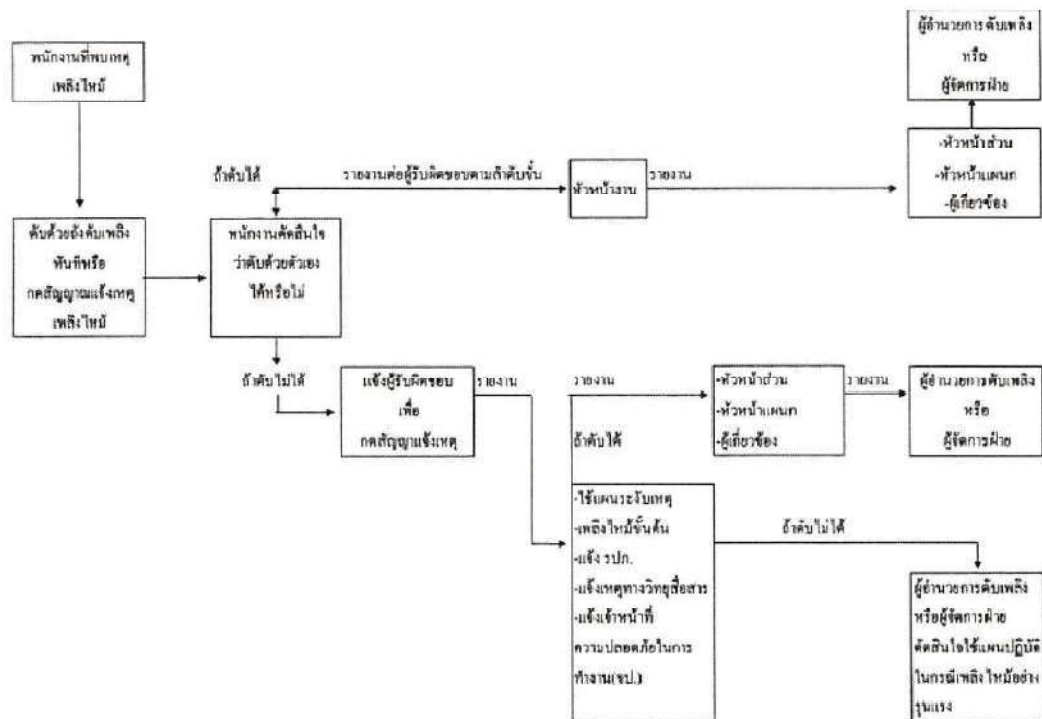 พนักงานที่พบเหตุ
เพลิงไหม้
ดับด้วยถังดับเพลิง
ทันทีหรือ
กดสัญญาณแจ้งเหตุ
เพลิงไหม้
พนักงานตัดสินใจ
ว่าดับด้วยตัวเอง
ได้หรือไม่
ถ้าดับได้
รายงานต่อผู้รับผิดชอบตามลำดับขั้น
หัวหน้างาน
รายงาน
-หัวหน้าส่วน
-หัวหน้าแผนก
-ผู้เกี่ยวข้อง
ผู้อำนวยการดับเพลิง
หรือ
ผู้จัดการฝ่าย
ถ้าดับไม่ได้
แจ้งผู้รับผิดชอบ
เพื่อ
กดสัญญาแจ้งเหตุ
รายงาน
-ใช้แผนระงับเหตุ
-เพลิงไหม้ขั้นต้น
-แจ้ง รปภ.
-แจ้งเหตุทางวิทยุสื่อสาร
-แจ้งเจ้าหน้าที่
ความปลอดภัยในการ
ทำงาน(จป.)
รายงาน
ถ้าดับได้
-หัวหน้าส่วน
-หัวหน้าแผนก
-ผู้เกี่ยวข้อง
รายงาน
ผู้อำนวยการดับเพลิง
หรือ
ผู้จัดการฝ่าย
ถ้าดับไม่ได้
ผู้อำนวยการดับเพลิง
หรือผู้จัดการฝ่าย
ตัดสินใจใช้แผนปฏิบัติ
ในกรณีเพลิงไหม้อย่าง
รุนแรง